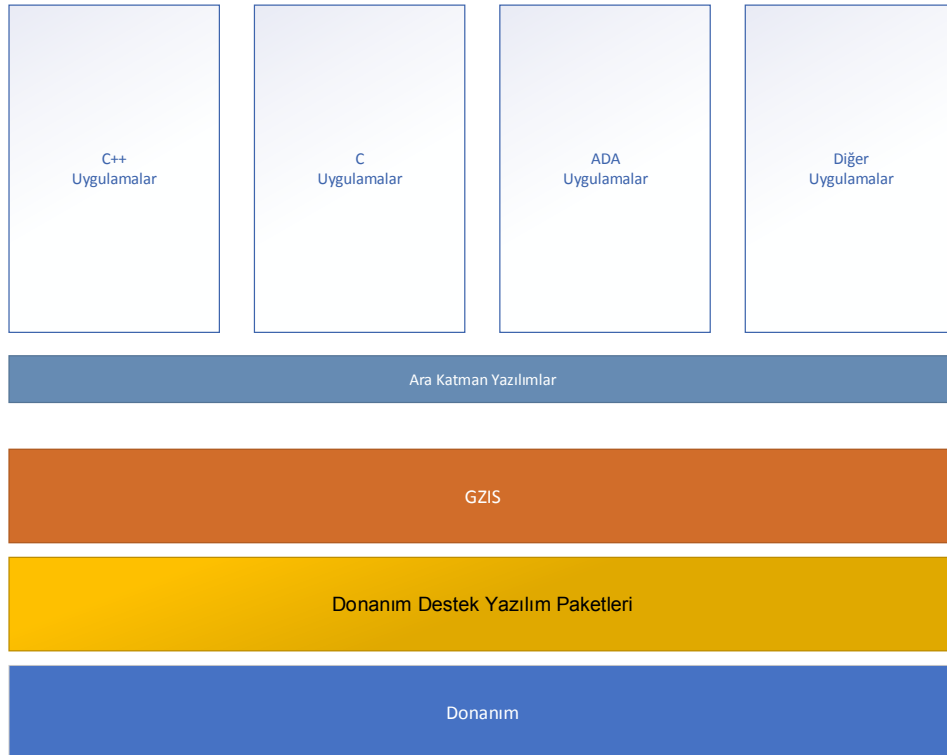 C++
Uygulamalar
C
Uygulamalar
ADA
Uygulamalar
Diğer
Uygulamalar
Ara Katman Yazılımlar
GZIS
Donanım Destek Yazılım Paketleri
Donanım